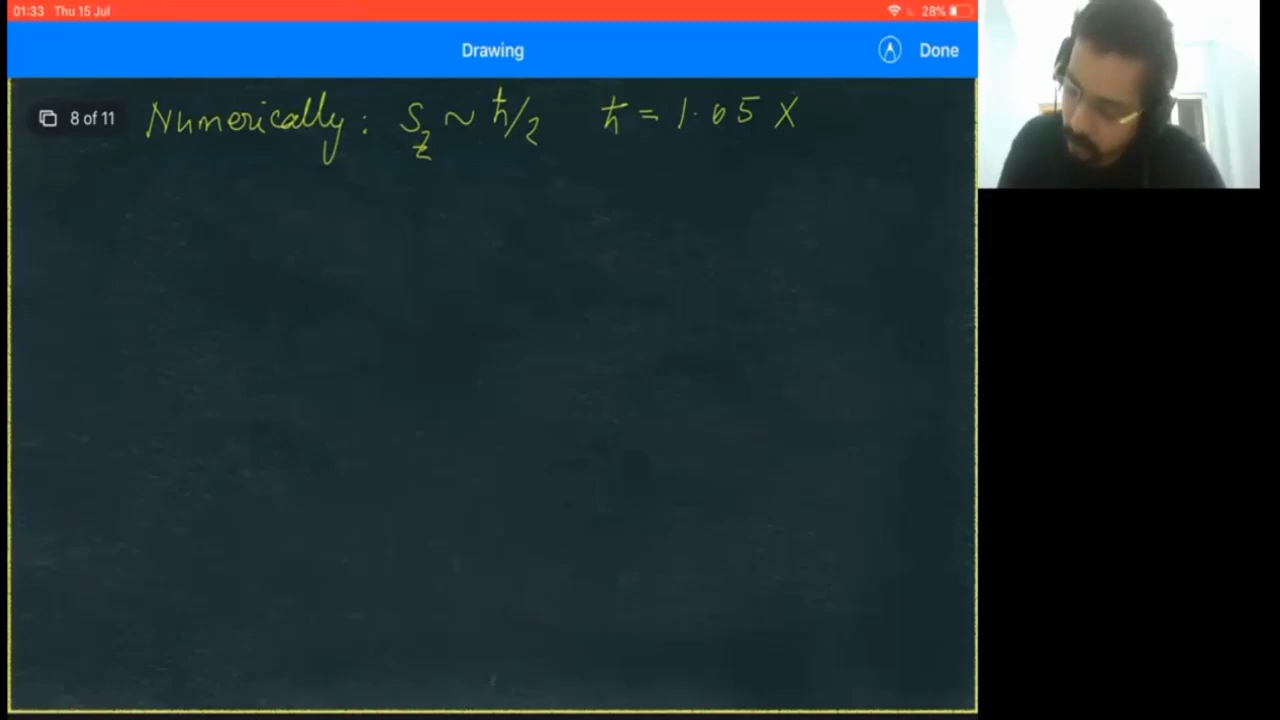 01:33 Thu 15 Jul 28%
Drawing Done
8 of 11
Numerically: S_z ~ ℏ/2 ℏ = 1.05 ×